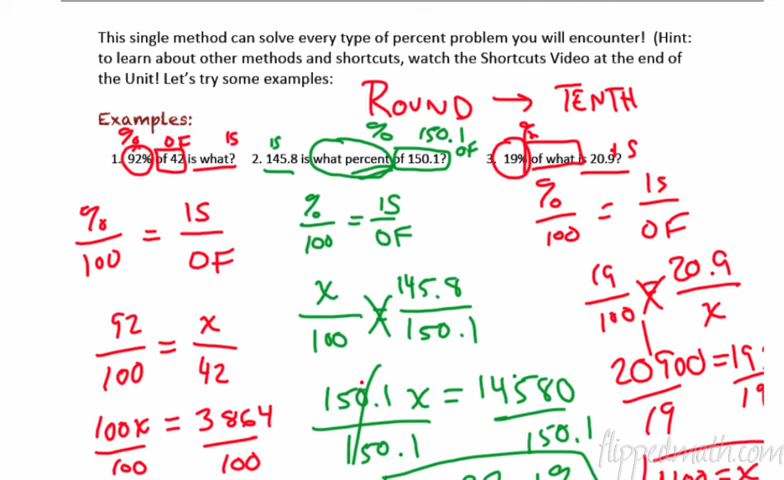 This single method can solve every type of percent problem you will encounter! (Hint:
to learn about other methods and shortcuts, watch the Shortcuts Video at the end of
the Unit! Let's try some examples:
ROUND → TENTH
Examples:
% OF IS IS % 150.1 OF % IS
1. 92% of 42 is what? 2. 145.8 is what percent of 150.1? 3. 19% of what is 20.9?
%/100 = IS/OF
92/100 = x/42
100x = 3864
100 100
%/100 = IS/OF
x/100 145.8/150.1
150.1x = 14580
150.1 150.1
%/100 = IS/OF
19/100 20.9/x
20900 = 19
19 19
flippedmath.com